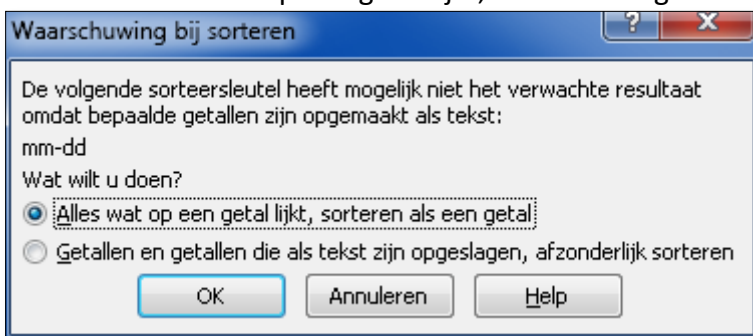 Waarschuwing bij sorteren
?
X
De volgende sorteersleutel heeft mogelijk niet het verwachte resultaat
omdat bepaalde getallen zijn opgemaakt als tekst:
mm-dd
Wat wilt u doen?
Alles wat op een getal lijkt, sorteren als een getal
Getallen en getallen die als tekst zijn opgeslagen, afzonderlijk sorteren
OK Annuleren Help